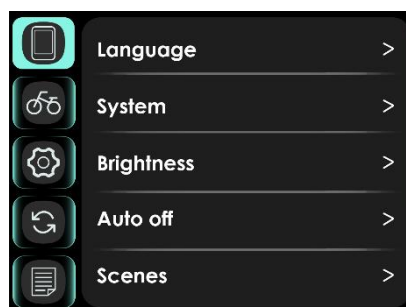 Language >
System >
Brightness >
Auto off >
Scenes >